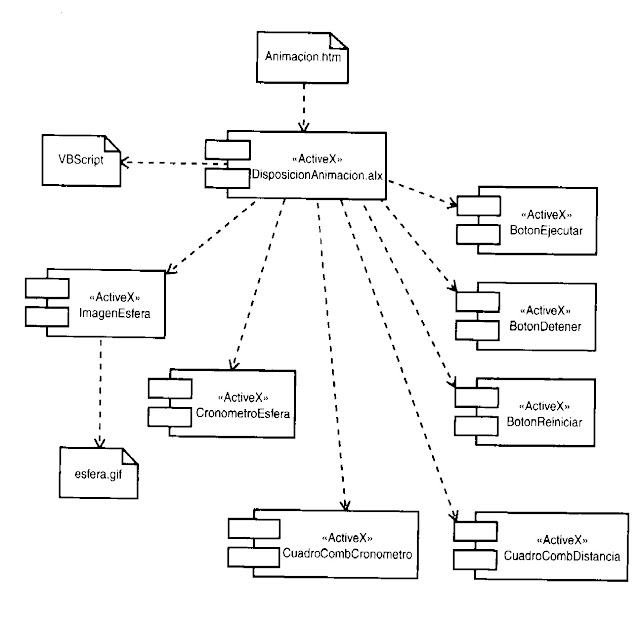 Animacion.htm
VBScript
«ActiveX»
DisposicionAnimacion.alx
«ActiveX»
BotonEjecutar
«ActiveX»
ImagenEsfera
«ActiveX»
BotonDetener
«ActiveX»
CronometroEsfera
«ActiveX»
BotonReiniciar
esfera.gif
«ActiveX»
CuadroCombCronometro
«ActiveX»
CuadroCombDistancia